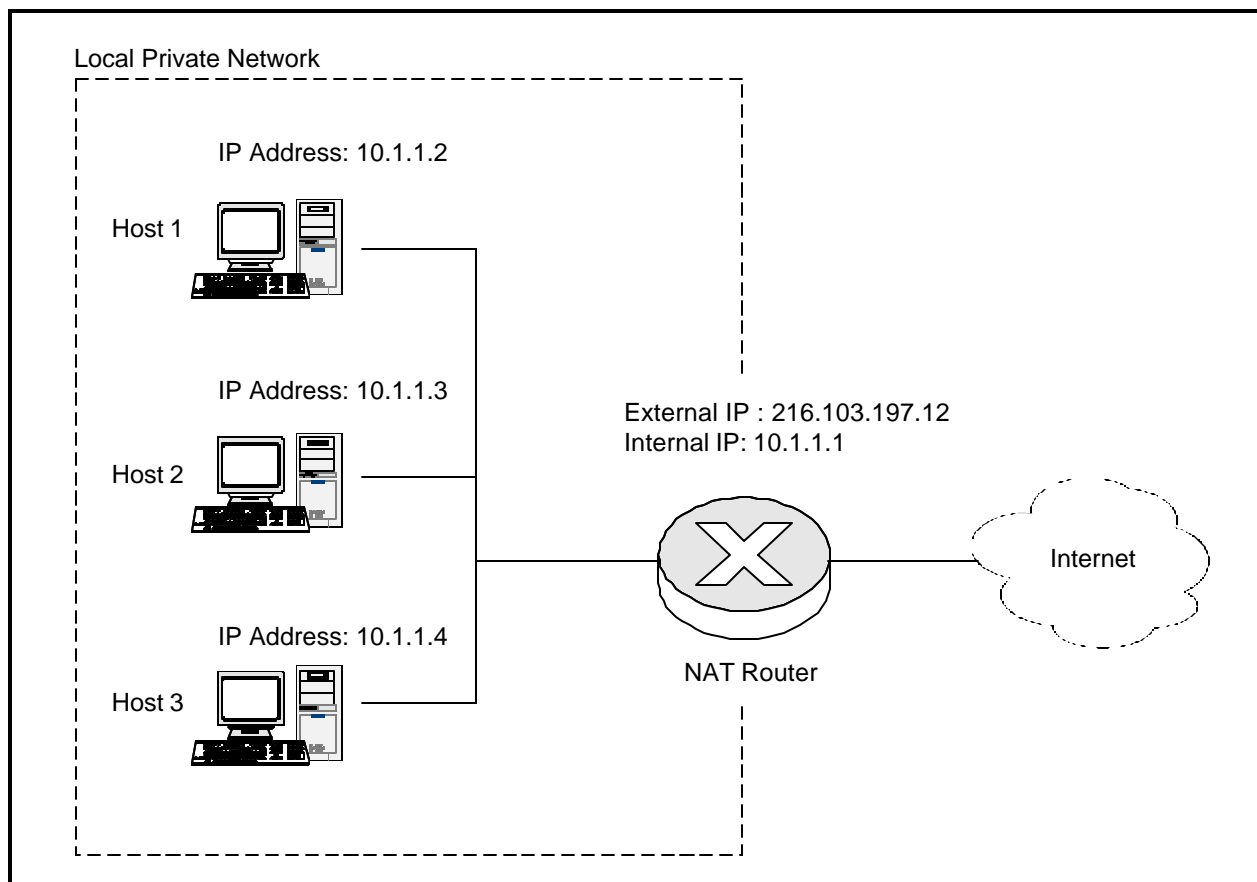 Local Private Network
IP Address: 10.1.1.2
Host 1
IP Address: 10.1.1.3
Host 2
External IP : 216.103.197.12
Internal IP: 10.1.1.1
Internet
IP Address: 10.1.1.4
NAT Router
Host 3